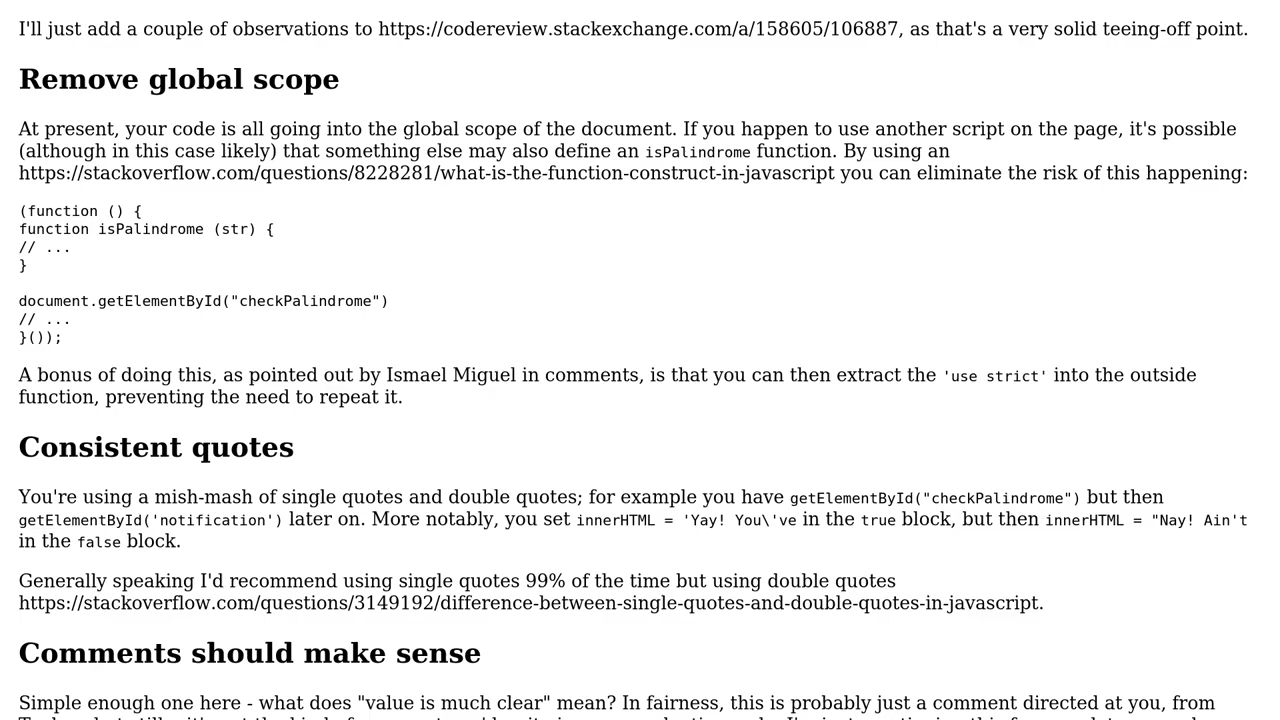 I'll just add a couple of observations to https://codereview.stackexchange.com/a/158605/106887, as that's a very solid teeing-off point.
Remove global scope
At present, your code is all going into the global scope of the document. If you happen to use another script on the page, it's possible
(although in this case likely) that something else may also define an isPalindrome function. By using an
https://stackoverflow.com/questions/8228281/what-is-the-function-construct-in-javascript you can eliminate the risk of this happening:
(function () {
function isPalindrome (str) {
// ...
}
document.getElementById("checkPalindrome")
// ...
}());
A bonus of doing this, as pointed out by Ismael Miguel in comments, is that you can then extract the 'use strict' into the outside
function, preventing the need to repeat it.
Consistent quotes
You're using a mish-mash of single quotes and double quotes; for example you have getElementById("checkPalindrome") but then
getElementById('notification') later on. More notably, you set innerHTML = 'Yay! You\'ve in the true block, but then innerHTML = "Nay! Ain't
in the false block.
Generally speaking I'd recommend using single quotes 99% of the time but using double quotes
https://stackoverflow.com/questions/3149192/difference-between-single-quotes-and-double-quotes-in-javascript.
Comments should make sense
Simple enough one here - what does "value is much clear" mean? In fairness, this is probably just a comment directed at you, from